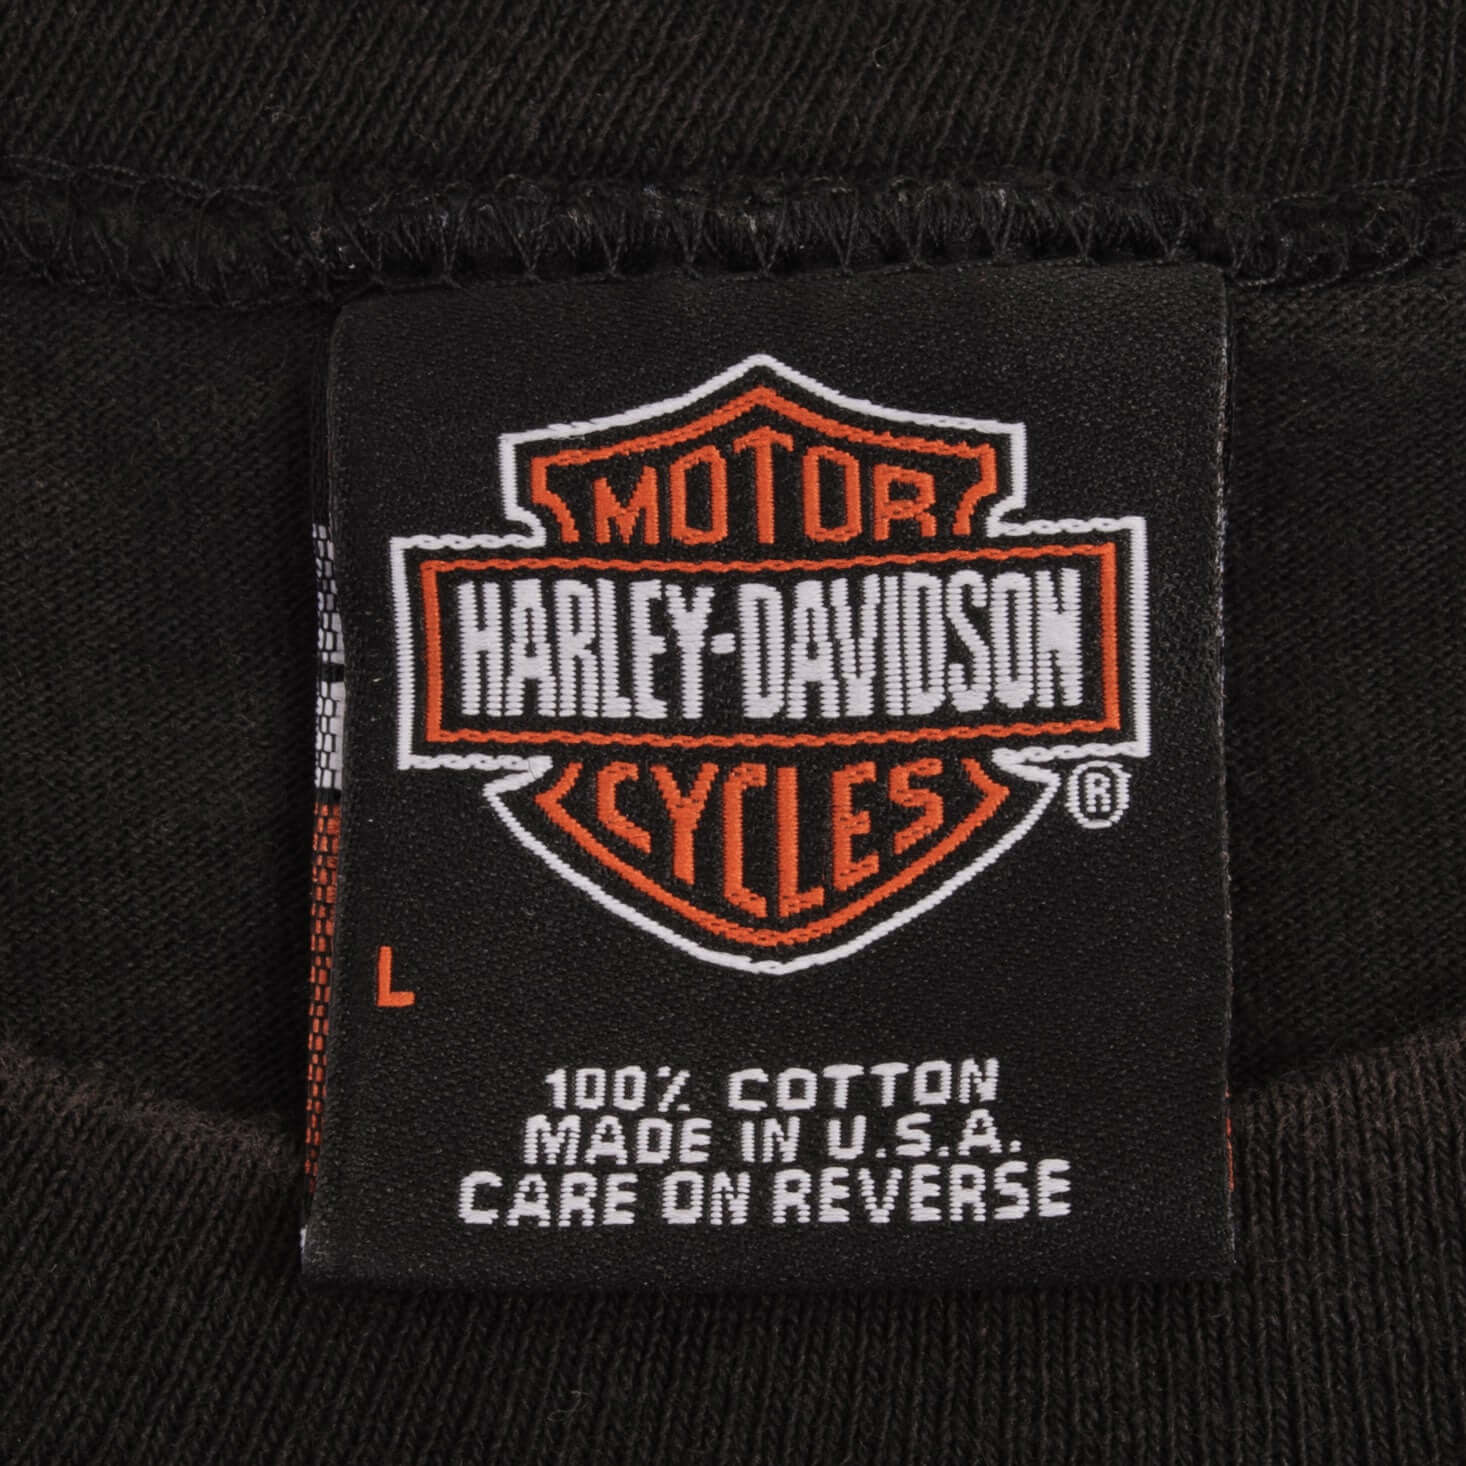 MOTOR
HARLEY-DAVIDSON
CYCLES
®
L
100% COTTON
MADE IN U.S.A.
CARE ON REVERSE